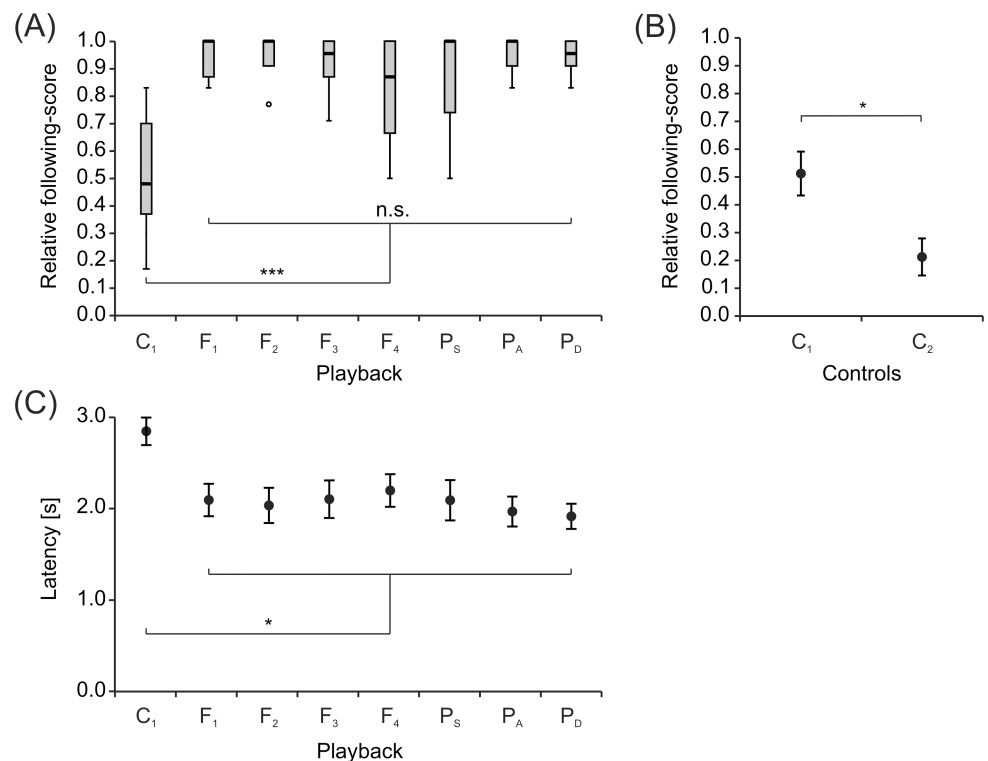 (A)
Relative following-score
1.0
0.9
0.8
0.7
0.6
0.5
0.4
0.3
0.2
0.1
0.0
n.s.
***
C₁ F₁ F₂ F₃ F₄ Pₛ P_A P_D
Playback
(B)
Relative following-score
1.0
0.9
0.8
0.7
0.6
0.5
0.4
0.3
0.2
0.1
0.0
*
C₁ C₂
Controls
(C)
Latency [s]
3.0
2.0
1.0
0.0
*
C₁ F₁ F₂ F₃ F₄ Pₛ P_A P_D
Playback